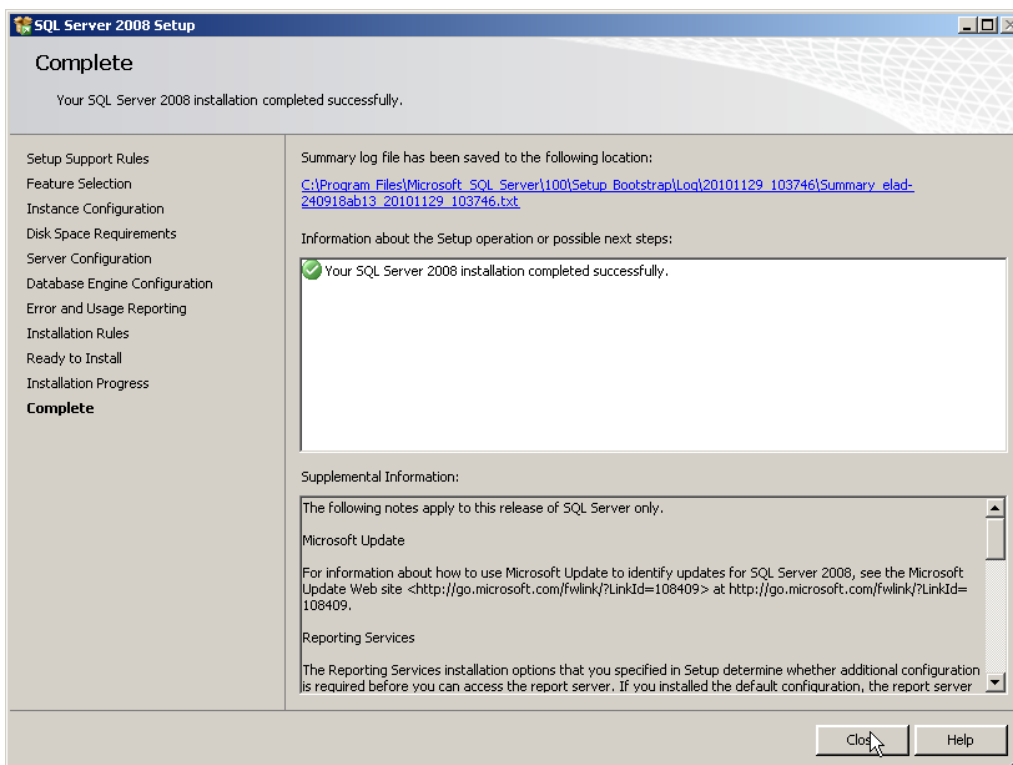 SQL Server 2008 Setup
Complete
Your SQL Server 2008 installation completed successfully.
Setup Support Rules
Feature Selection
Instance Configuration
Disk Space Requirements
Server Configuration
Database Engine Configuration
Error and Usage Reporting
Installation Rules
Ready to Install
Installation Progress
Complete
Summary log file has been saved to the following location:
C:\Program Files\Microsoft SQL Server\100\Setup Bootstrap\Log\20101129_103746\Summary_elad-
240918ab13_20101129_103746.txt
Information about the Setup operation or possible next steps:
Your SQL Server 2008 installation completed successfully.
Supplemental Information:
The following notes apply to this release of SQL Server only.
Microsoft Update
For information about how to use Microsoft Update to identify updates for SQL Server 2008, see the Microsoft
Update Web site <http://go.microsoft.com/fwlink/?LinkId=108409> at http://go.microsoft.com/fwlink/?LinkId=
108409.
Reporting Services
The Reporting Services installation options that you specified in Setup determine whether additional configuration
is required before you can access the report server. If you installed the default configuration, the report server
Close
Help